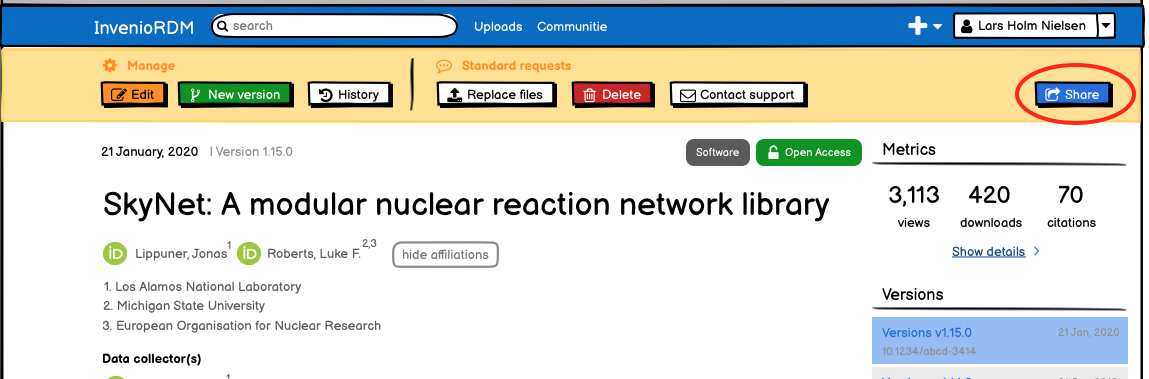 InvenioRDM search Uploads Communitie Lars Holm Nielsen
Manage Standard requests
Edit New version History Replace files Delete Contact support Share
21 January, 2020 | Version 1.15.0 Software Open Access
SkyNet: A modular nuclear reaction network library
iD Lippuner, Jonas 1 iD Roberts, Luke F. 2,3 hide affiliations
1. Los Alamos National Laboratory
2. Michigan State University
3. European Organisation for Nuclear Research
Data collector(s)
1
Metrics
3,113 420 70
views downloads citations
Show details
Versions
Versions v1.15.0 21 Jan, 2020
10.1234/abcd-3414